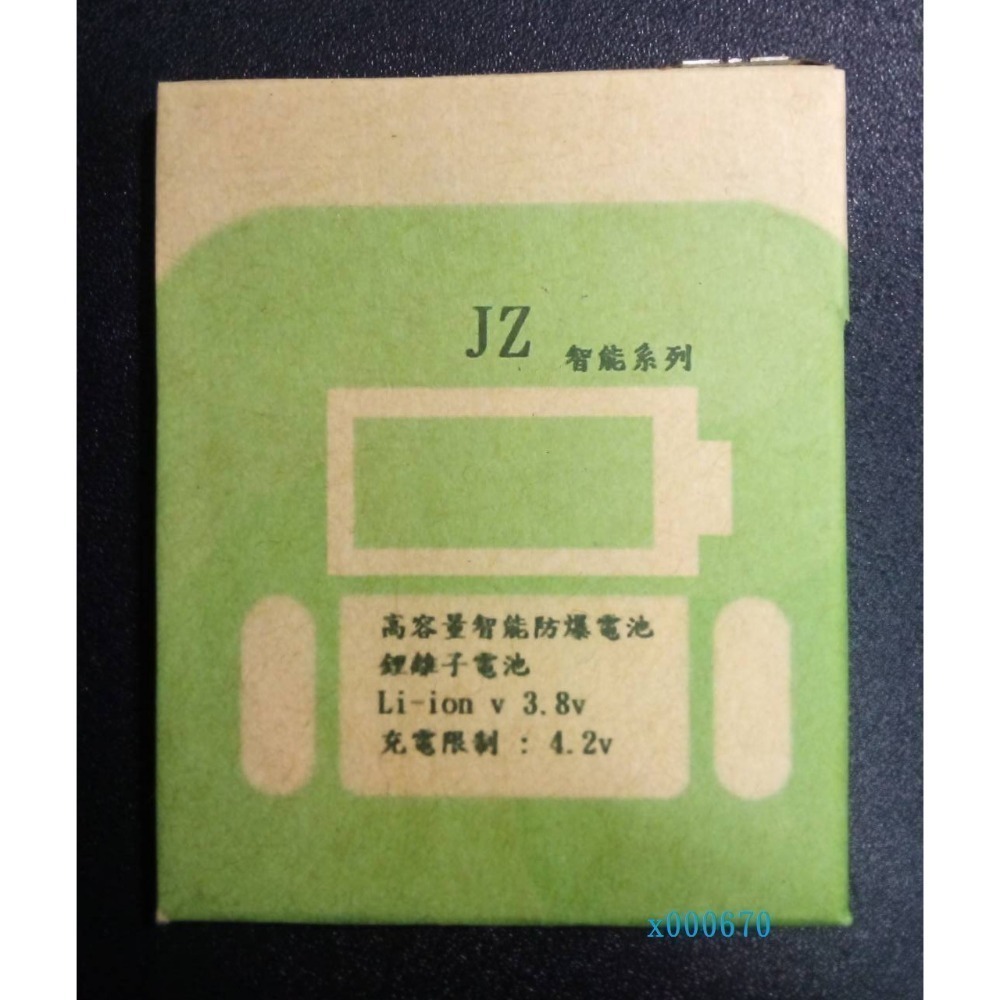 JZ 智能系列
高容量智能防爆電池
鋰離子電池
Li-ion v 3.8v
充電限制 : 4.2v
x000670